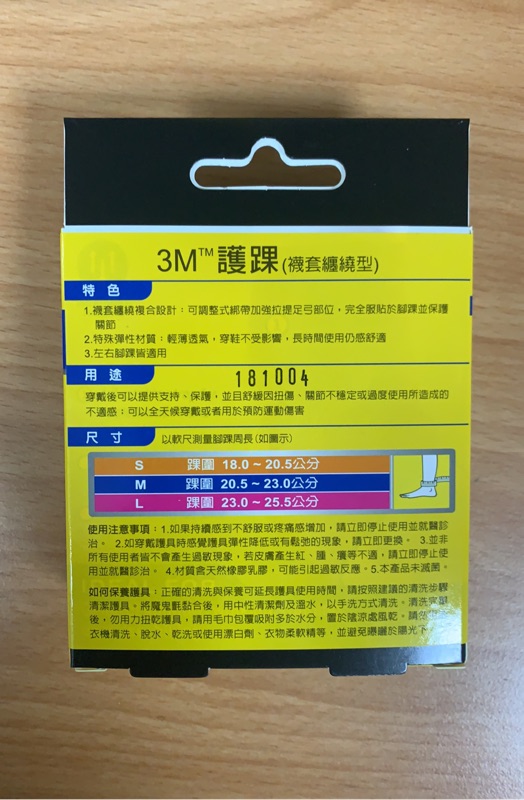 3M™護踝(襪套纏繞型)
特色
1.襪套纏繞複合設計：可調整式綁帶加強拉提足弓部位，完全服貼於腳踝並保護
關節
2.特殊彈性材質：輕薄透氣，穿鞋不受影響，長時間使用仍感舒適
3.左右腳踝皆適用
用途
181004
穿戴後可以提供支持、保護，並且舒緩因扭傷、關節不穩定或過度使用所造成的
不適感；可以全天候穿戴或者用於預防運動傷害
尺寸 以軟尺測量腳踝周長(如圖示)
S 踝圍 18.0 ~ 20.5公分
M 踝圍 20.5 ~ 23.0公分
L 踝圍 23.0 ~ 25.5公分
使用注意事項：1.如果持續感到不舒服或疼痛感增加，請立即停止使用並就醫診
治。 2.如穿戴護具時感覺護具彈性降低或有鬆弛的現象，請立即更換。 3.並非
所有使用者皆不會產生過敏現象，若皮膚產生紅、腫、癢等不適，請立即停止使
用並就醫診治。 4.材質含天然橡膠乳膠，可能引起過敏反應。5.本產品未滅菌。
如何保養護具：正確的清洗與保養可延長護具使用時間，請按照建議的清洗步驟
清潔護具。將魔鬼氈黏合後，用中性清潔劑及溫水，以手洗方式清洗。清洗完畢
後，勿用力扭乾護具，請用毛巾包覆吸附多於水分，置於陰涼處風乾。請勿
衣機清洗、脫水、乾洗或使用漂白劑、衣物柔軟精等，並避免曝曬於陽光下